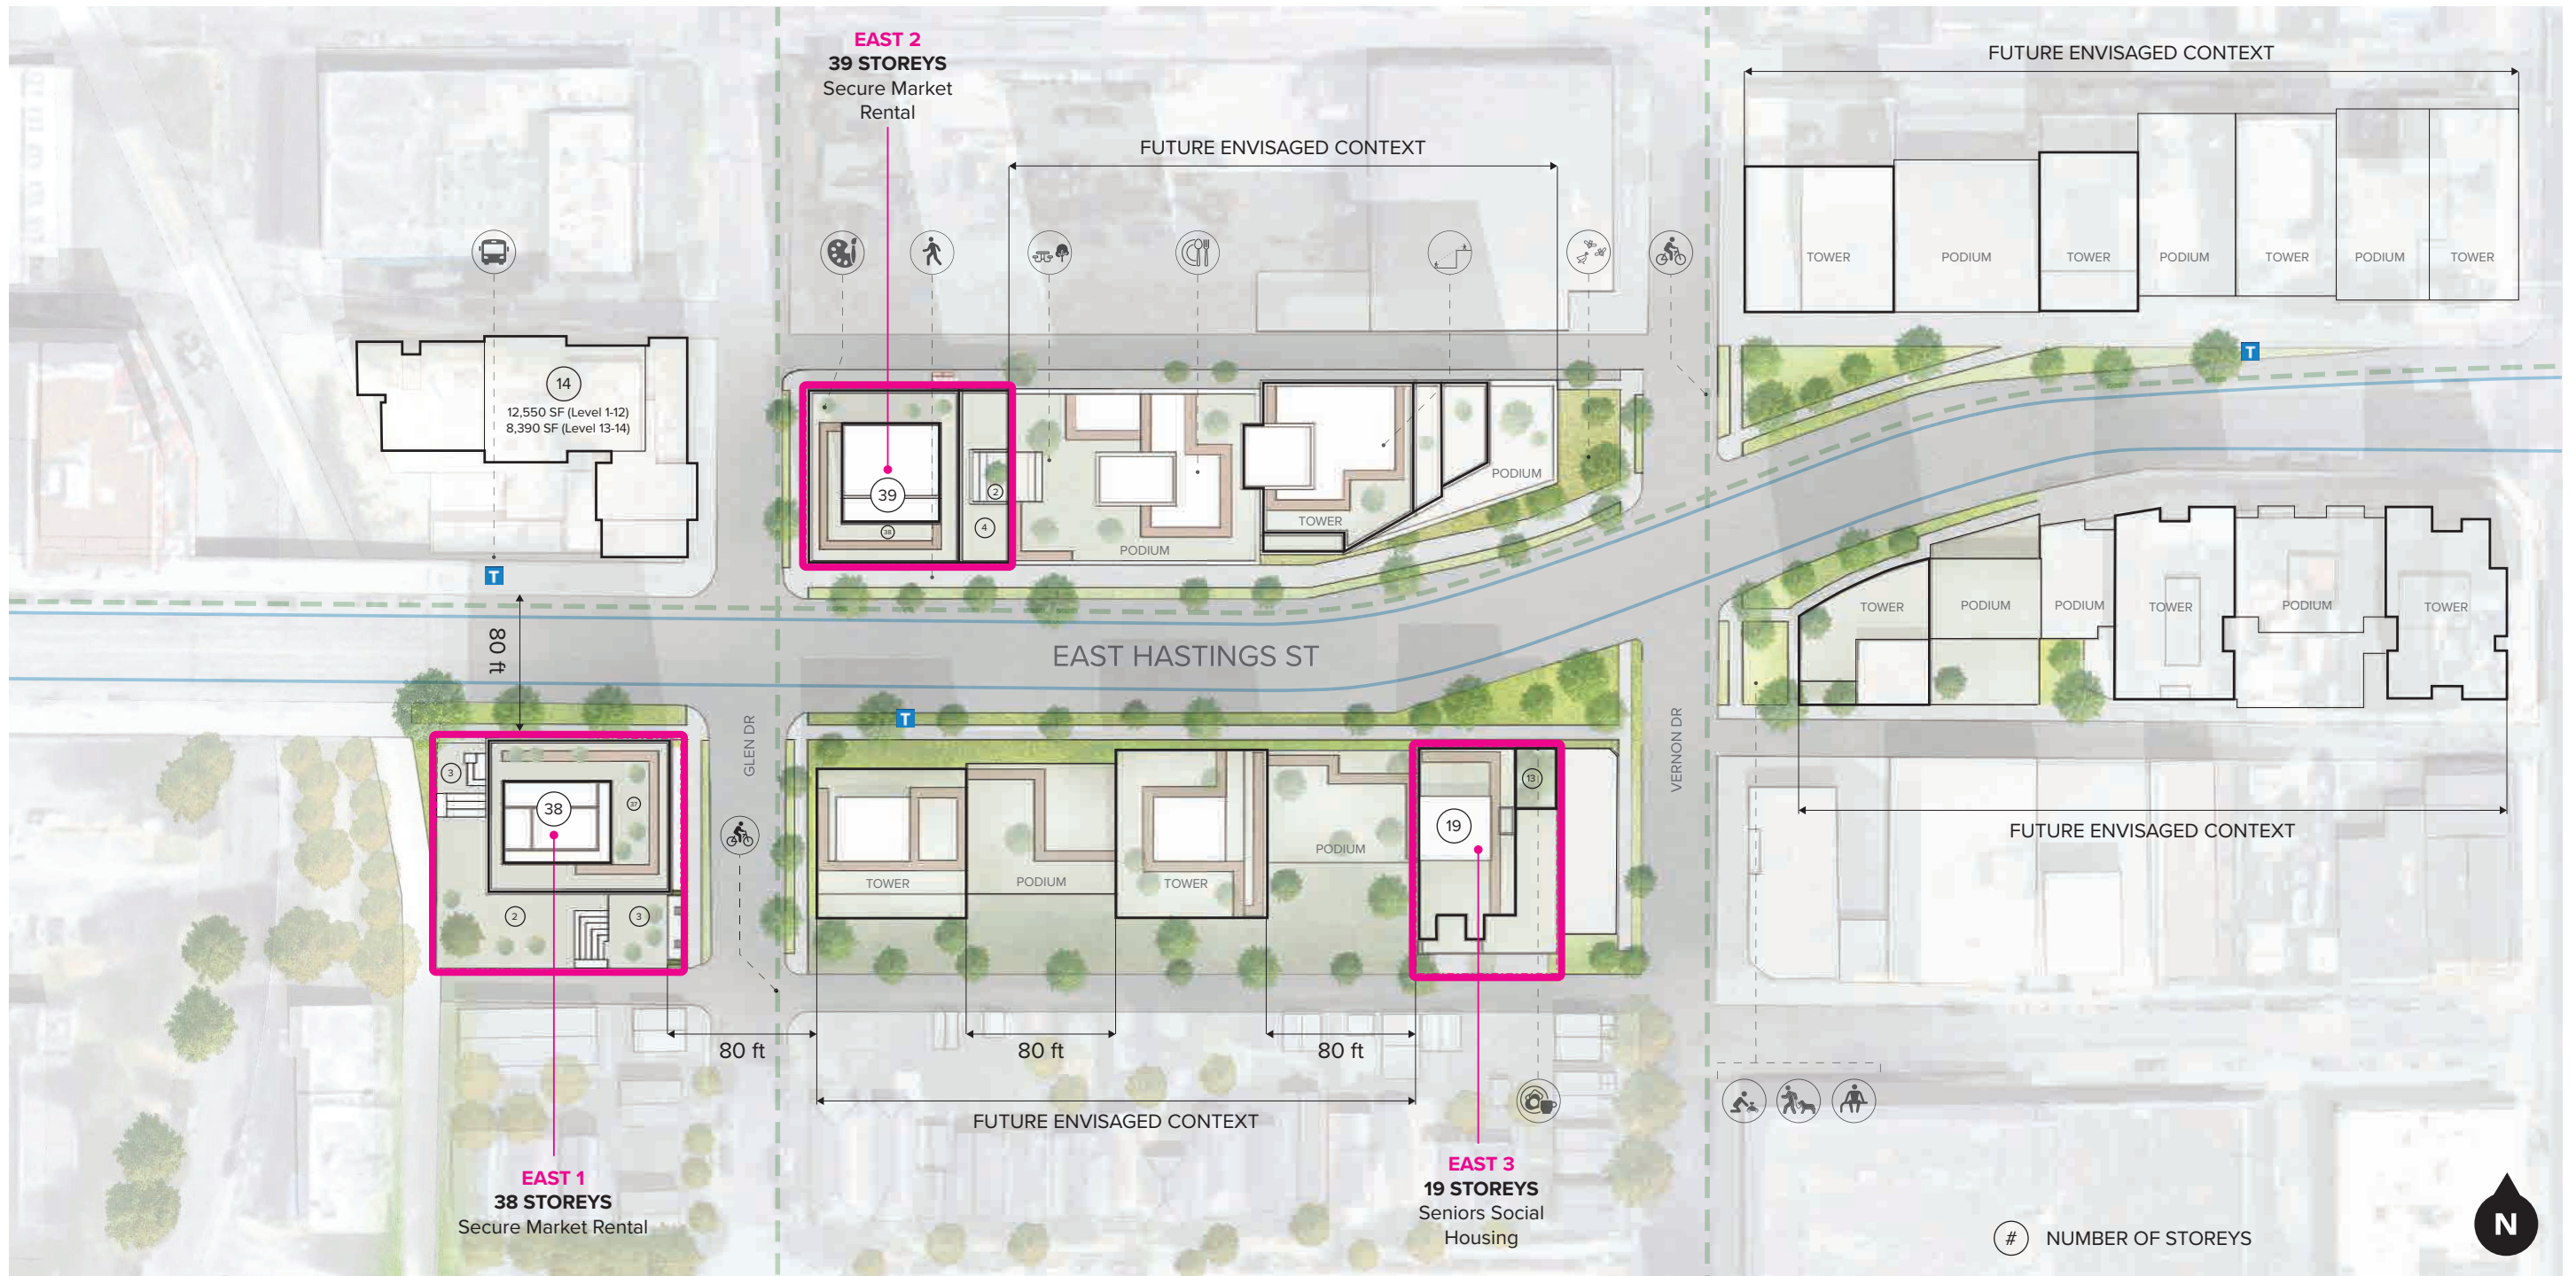 EAST 2
39 STOREYS
Secure Market
Rental
FUTURE ENVISAGED CONTEXT
FUTURE ENVISAGED CONTEXT
TOWER
PODIUM
TOWER
PODIUM
TOWER
PODIUM
TOWER
14
12,550 SF (Level 1-12)
8,390 SF (Level 13-14)
T
T
39
38
2
4
PODIUM
TOWER
PODIUM
80 ft
EAST HASTINGS ST
TOWER
PODIUM
PODIUM
TOWER
PODIUM
TOWER
T
GLEN DR
VERNON DR
3
38
37
2
3
TOWER
PODIUM
TOWER
PODIUM
19
13
FUTURE ENVISAGED CONTEXT
80 ft
80 ft
80 ft
FUTURE ENVISAGED CONTEXT
EAST 1
38 STOREYS
Secure Market Rental
EAST 3
19 STOREYS
Seniors Social
Housing
# NUMBER OF STOREYS
N